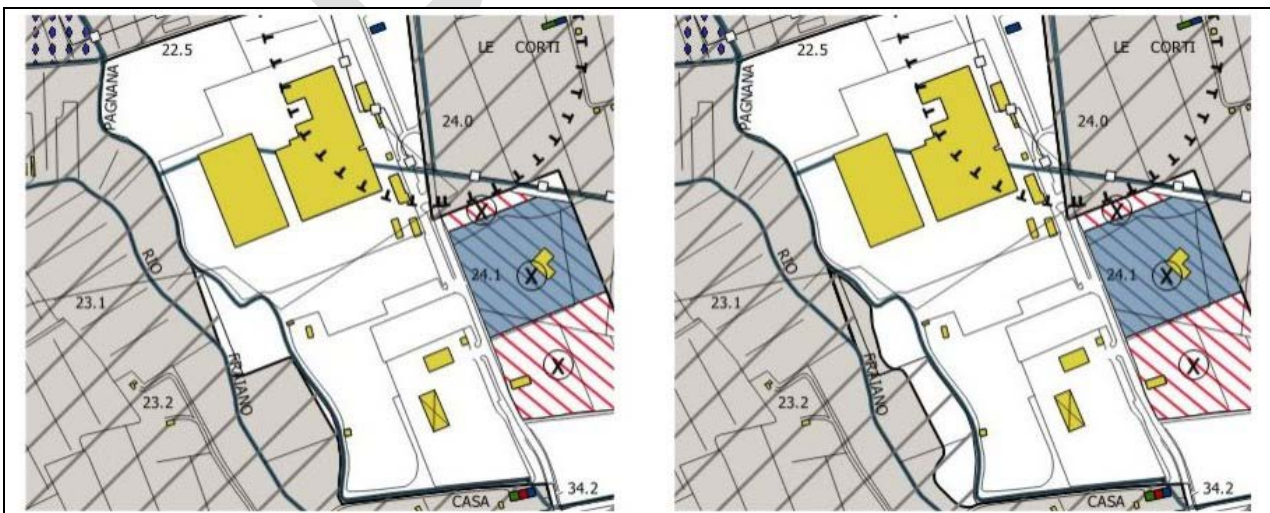 22.5
LE CORTI
PAGNANA
24.0
X
RIO
24.1
X
23.1
FRAIANO
X
23.2
34.2
CASA
22.5
LE CORTI
PAGNANA
24.0
X
RIO
24.1
X
23.1
FRAIANO
X
23.2
34.2
CASA